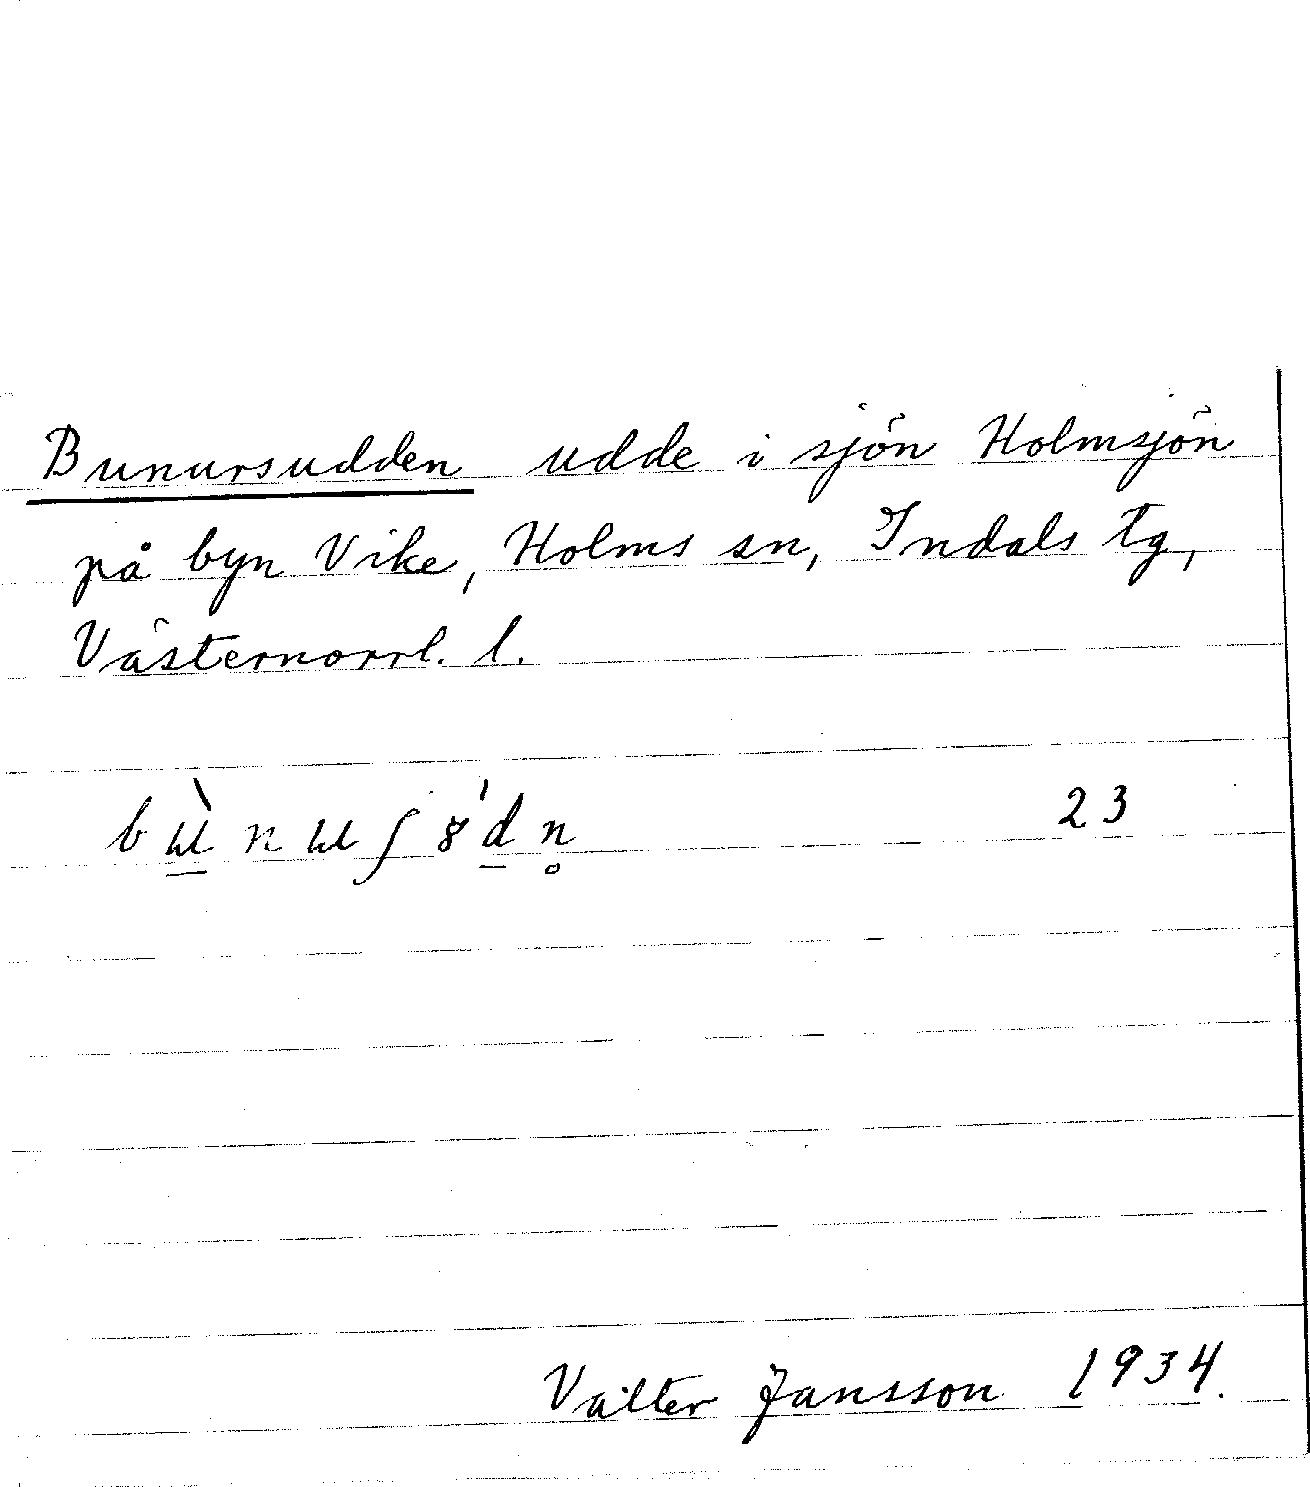 Bunursudden udde i sjön Holmsjön
på byn Vike, Holms sn, Indals tg,
Västernorrl. l.
23
Valter Jansson 1934.